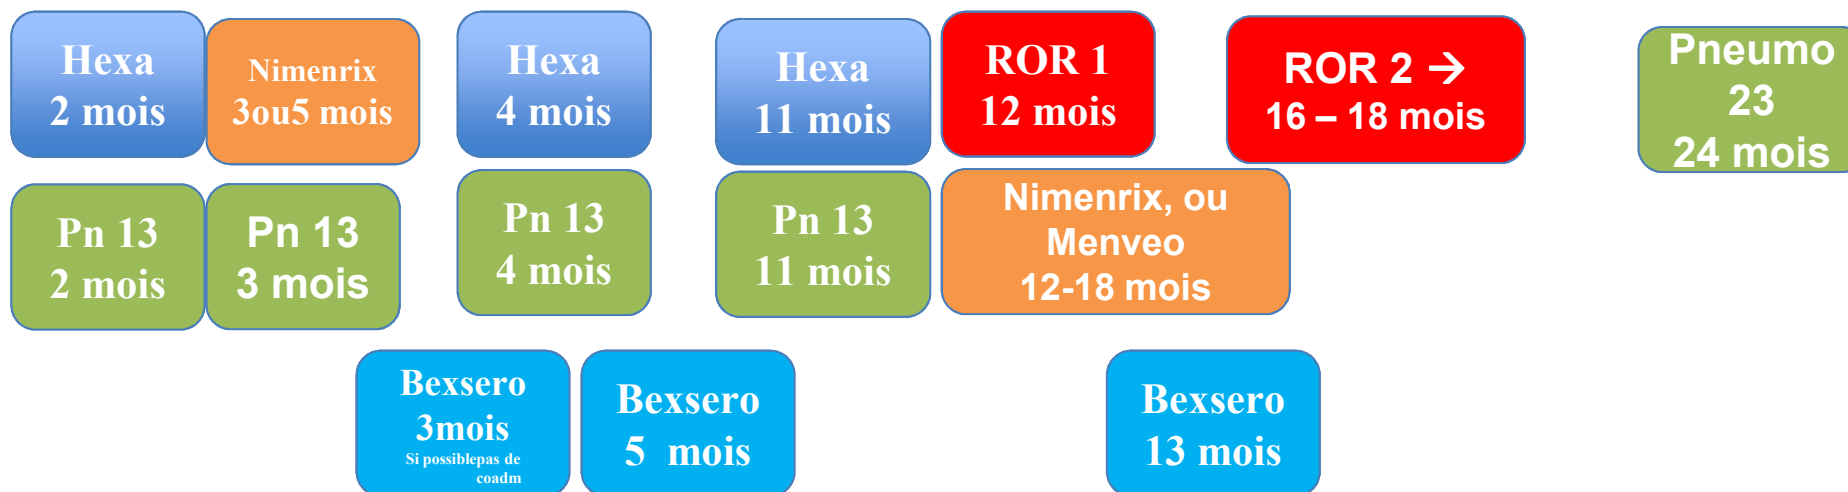 Hexa
2 mois
Nimenrix
3ou5 mois
Hexa
4 mois
Hexa
11 mois
ROR 1
12 mois
ROR 2 →
16 – 18 mois
Pneumo
23
24 mois
Pn 13
2 mois
Pn 13
3 mois
Pn 13
4 mois
Pn 13
11 mois
Nimenrix, ou
Menveo
12-18 mois
Bexsero
3mois
Si possiblepas de
coadm
Bexsero
5 mois
Bexsero
13 mois